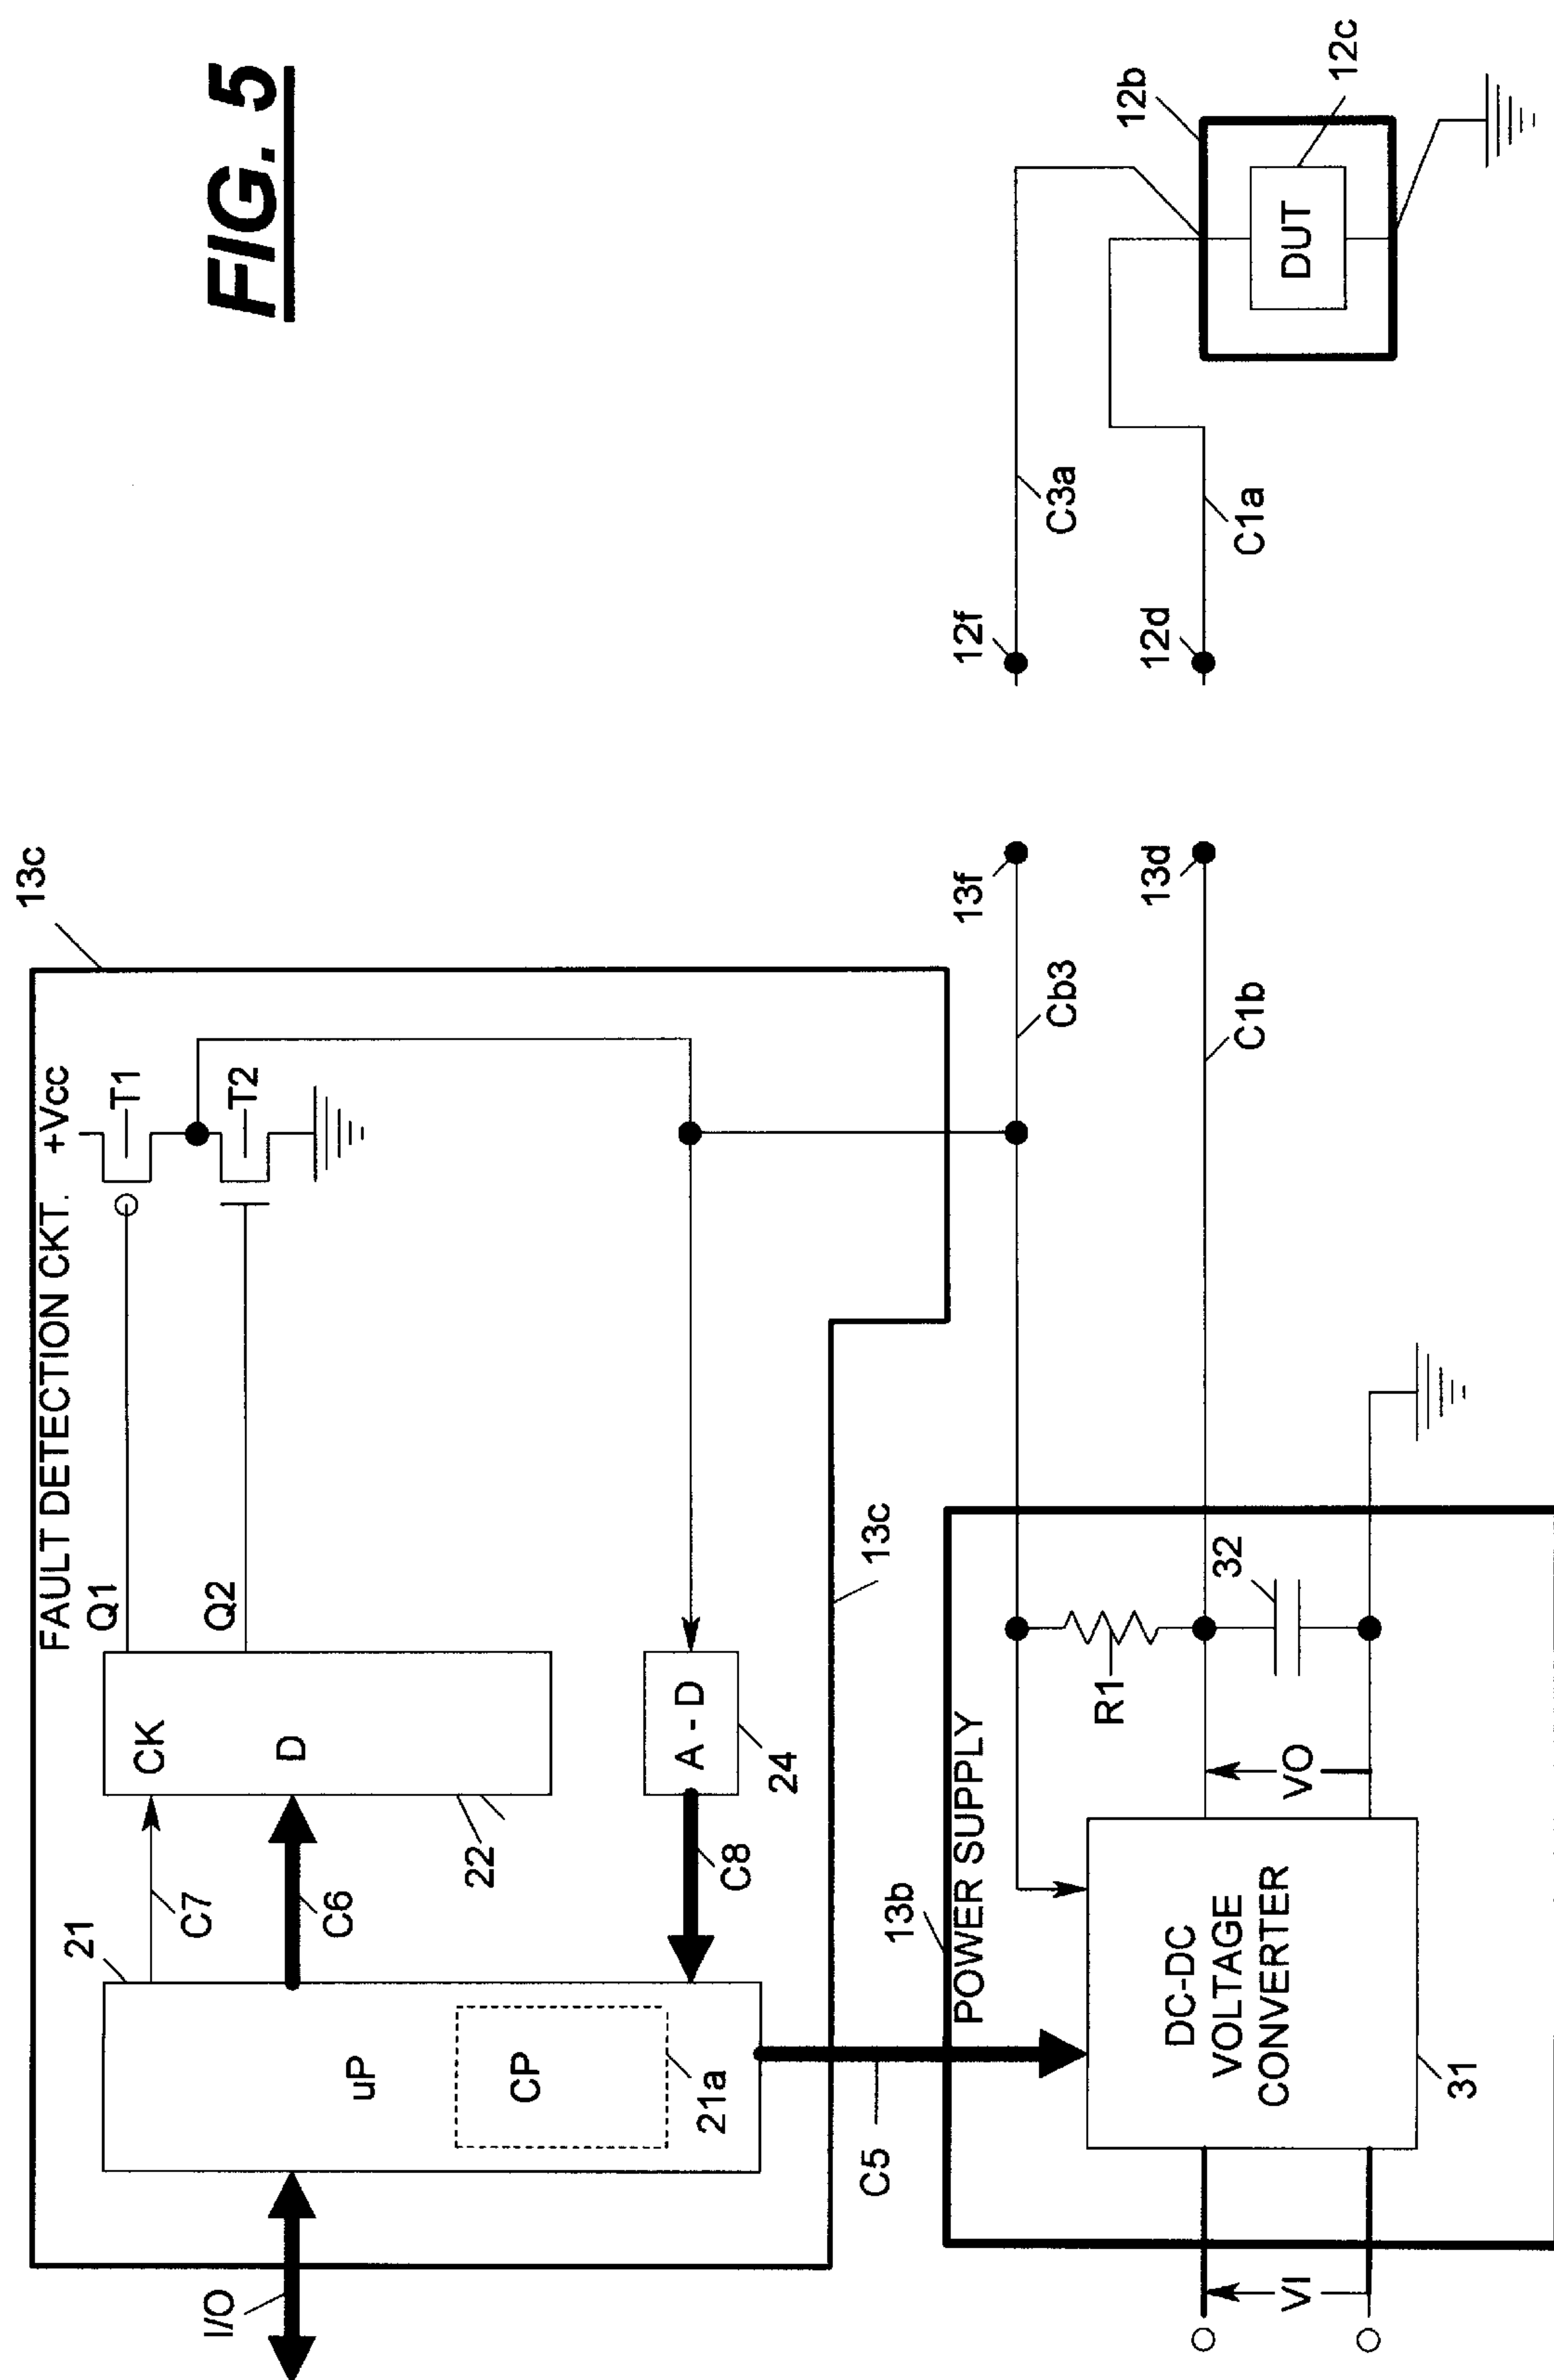 FIG. 5
13c
FAULT DETECTION CKT.
+Vcc
Q1
T1
Q2
T2
CK
D
22
21
C7
C6
uP
CP
21a
I/O
A - D
24
C8
13c
C5
13b
POWER SUPPLY
DC-DC
VOLTAGE
CONVERTER
31
VI
VO
R1
32
Cb3
C1b
13f
13d
12f
12d
C3a
C1a
12b
DUT
12c